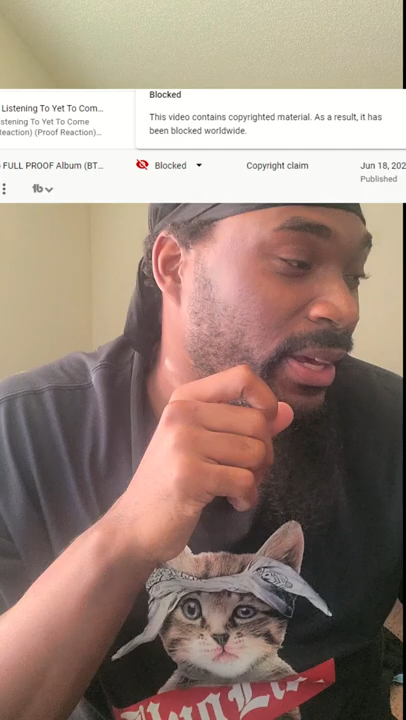 Blocked
Listening To Yet To Com...
This video contains copyrighted material. As a result, it has
stening To Yet To Come
been blocked worldwide.
eaction) (Proof Reaction)...
FULL PROOF Album (BT...
Blocked
Copyright claim
Jun 18, 202
Published